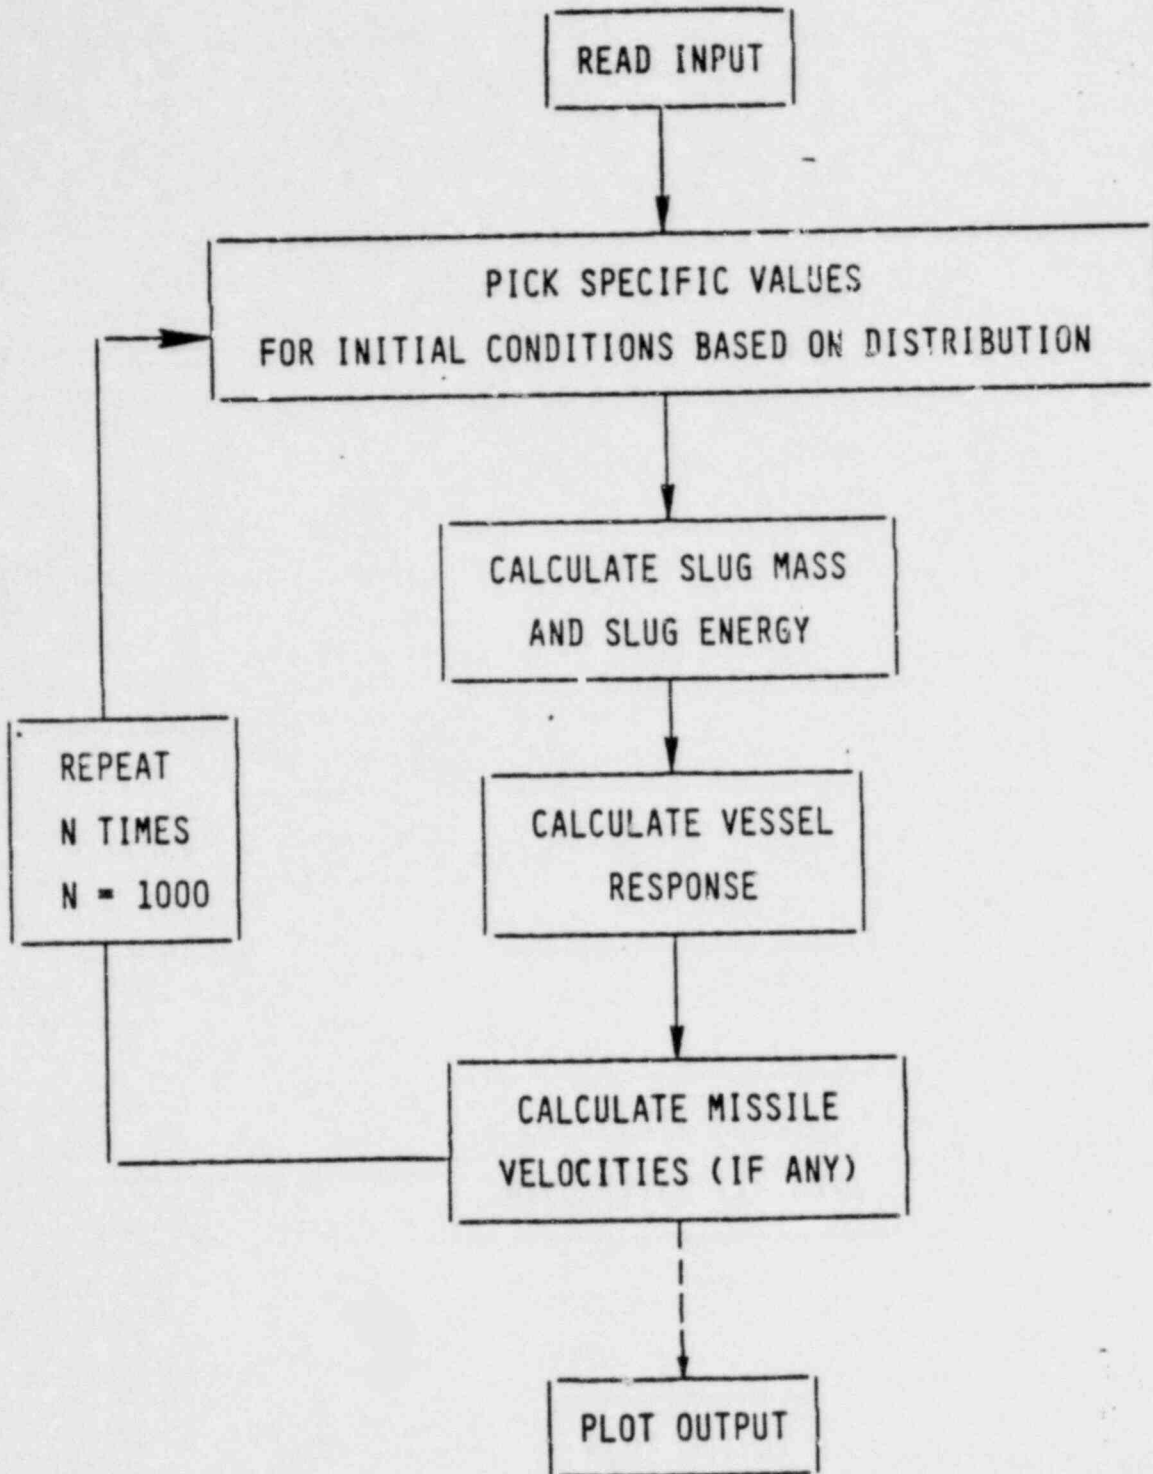 READ INPUT
PICK SPECIFIC VALUES
FOR INITIAL CONDITIONS BASED ON DISTRIBUTION
CALCULATE SLUG MASS
AND SLUG ENERGY
REPEAT
N TIMES
N = 1000
CALCULATE VESSEL
RESPONSE
CALCULATE MISSILE
VELOCITIES (IF ANY)
PLOT OUTPUT